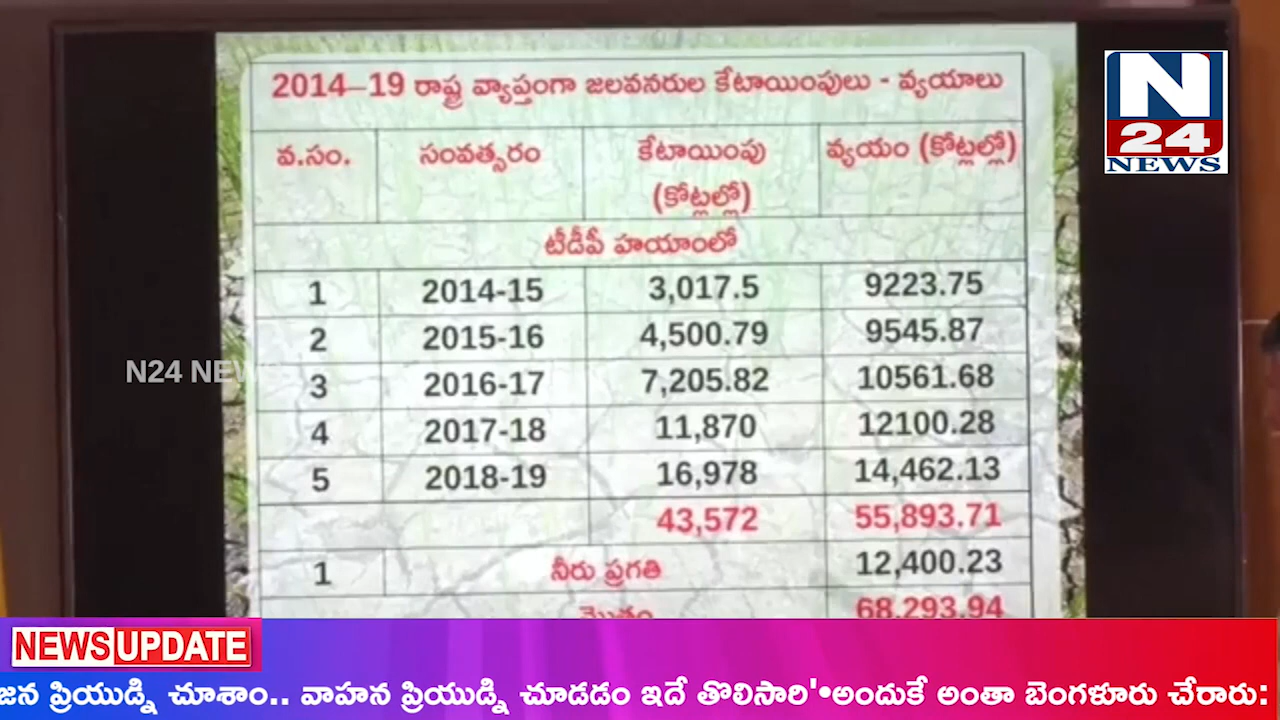 2014–19 రాష్ట్ర వ్యాప్తంగా జలవనరుల కేటాయింపులు - వ్యయాలు
వ.సం. సంవత్సరం కేటాయింపు (కోట్లల్లో) వ్యయం (కోట్లల్లో)
టీడీపీ హయాంలో
1 2014-15 3,017.5 9223.75
2 2015-16 4,500.79 9545.87
3 2016-17 7,205.82 10561.68
4 2017-18 11,870 12100.28
5 2018-19 16,978 14,462.13
43,572 55,893.71
1 నీరు ప్రగతి 12,400.23
మొత్తం 68,293.94
N24 NEWS
N
24
NEWS
NEWS UPDATE
జన ప్రియుడ్ని చూశాం.. వాహన ప్రియుడ్ని చూడడం ఇదే తొలిసారి'•అందుకే అంతా బెంగళూరు చేరారు: